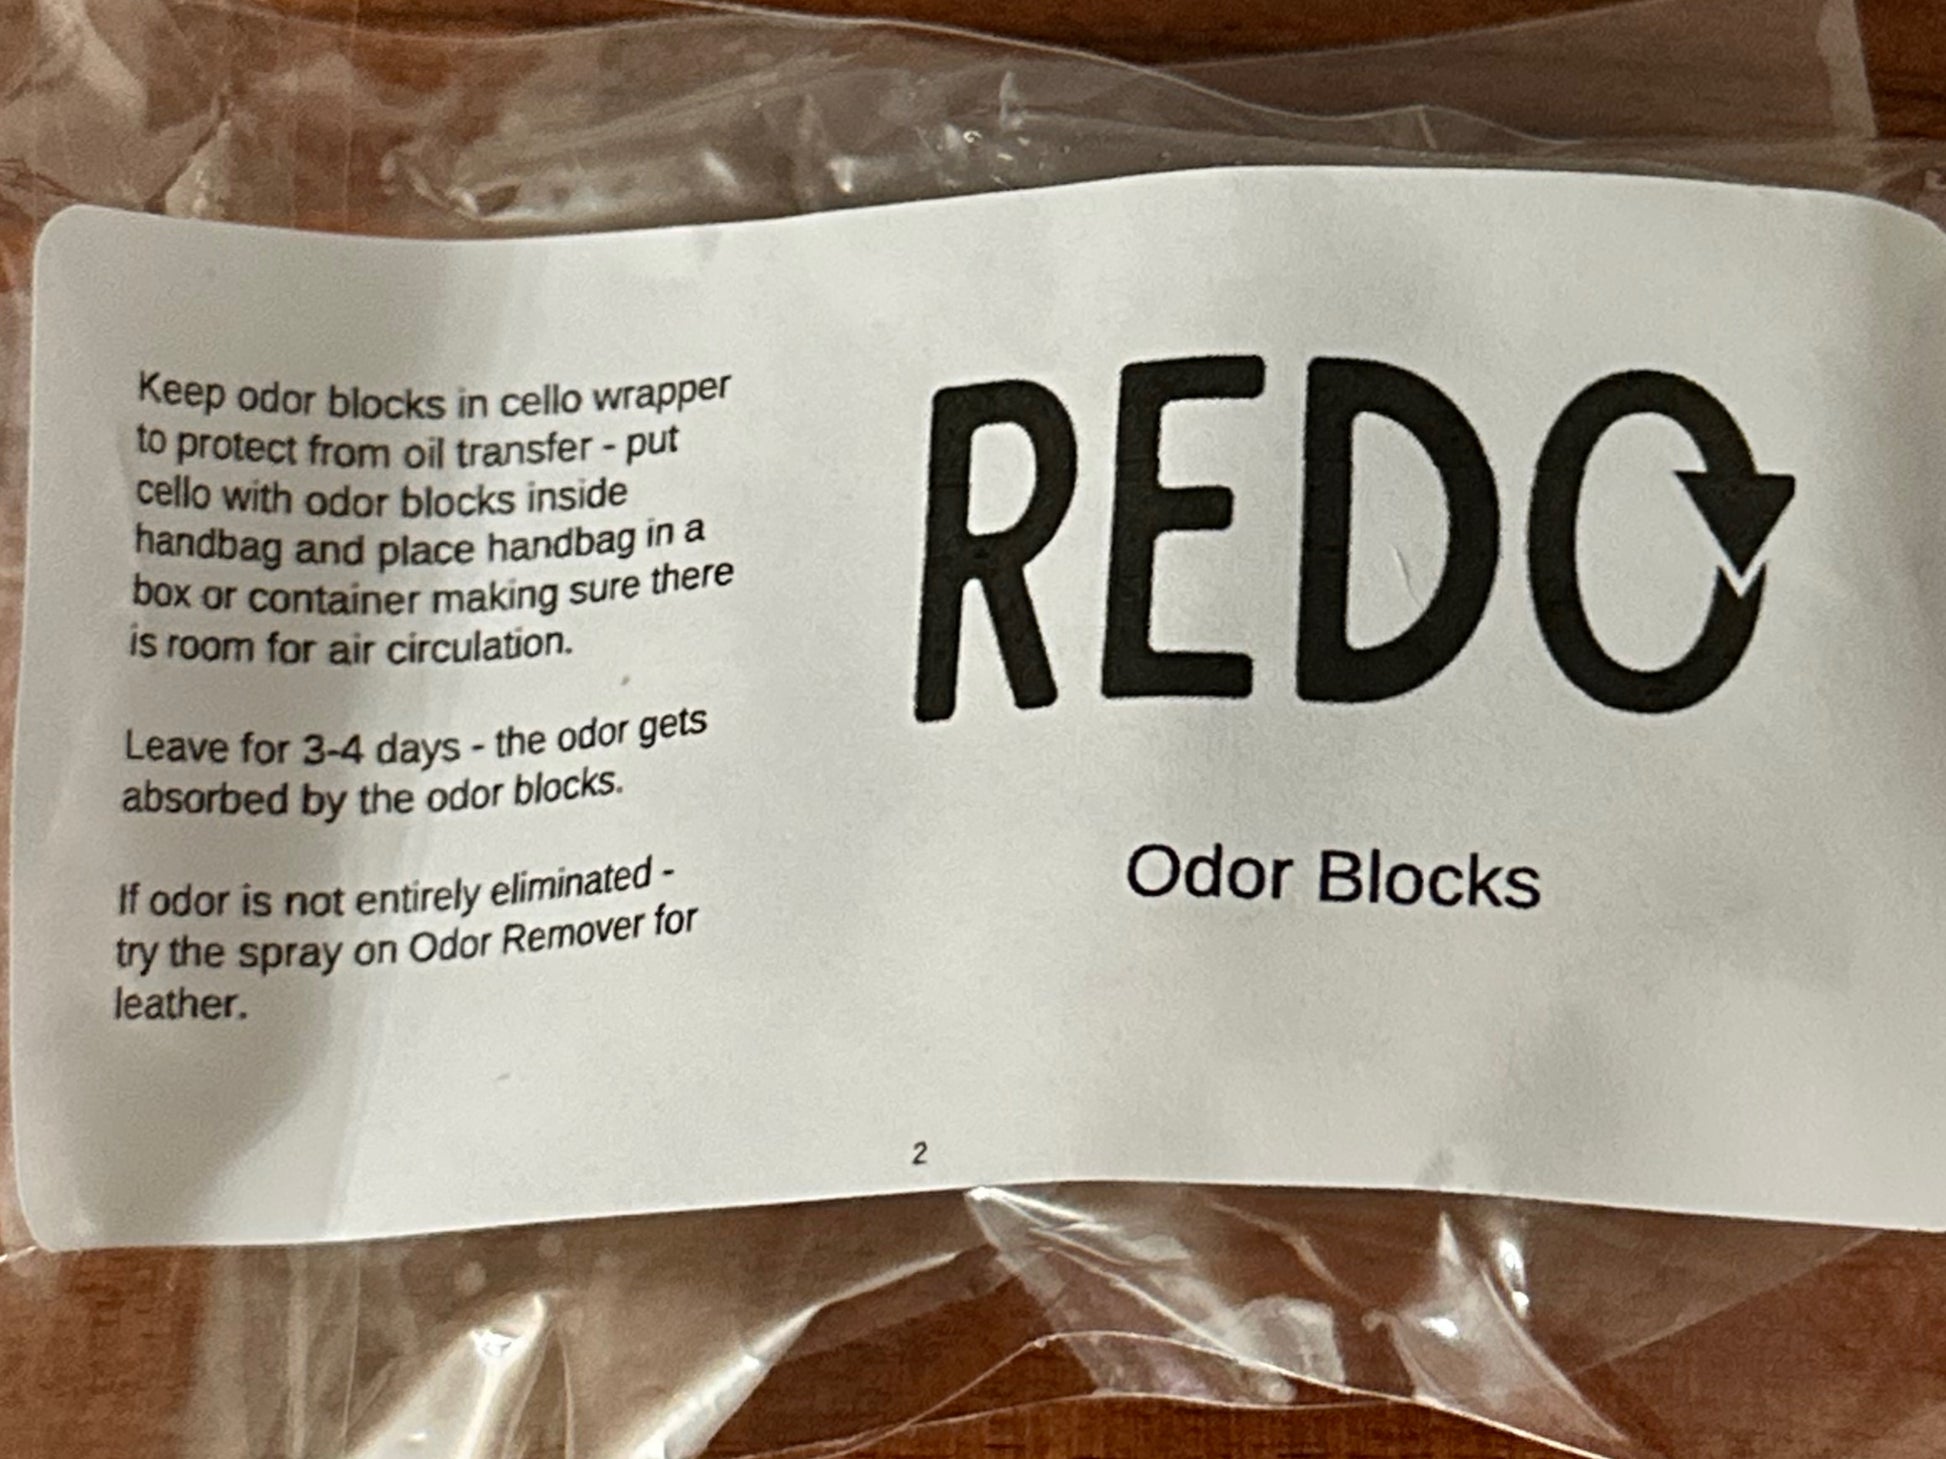 Keep odor blocks in cello wrapper
to protect from oil transfer - put
cello with odor blocks inside
handbag and place handbag in a
box or container making sure there
is room for air circulation.
Leave for 3-4 days - the odor gets
absorbed by the odor blocks.
If odor is not entirely eliminated -
try the spray on Odor Remover for
leather.
REDO
Odor Blocks
2